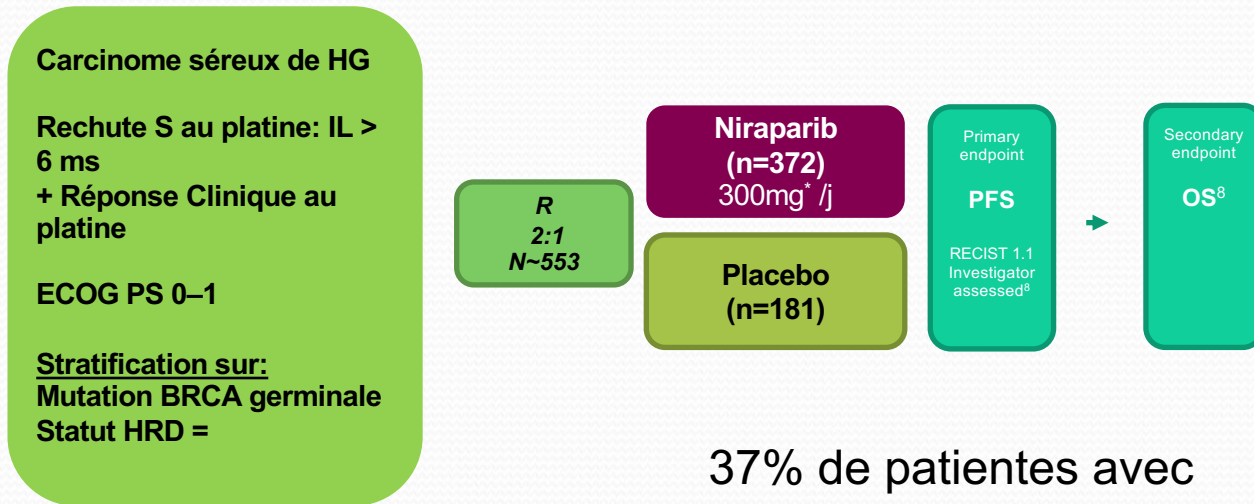 Carcinome séreux de HG
Rechute S au platine: IL >
6 ms
+ Réponse Clinique au
platine
ECOG PS 0–1
Stratification sur:
Mutation BRCA germinale
Statut HRD =
R
2:1
N~553
Niraparib
(n=372)
300mg* /j
Placebo
(n=181)
Primary
endpoint
PFS
RECIST 1.1
Investigator
assessed⁸
Secondary
endpoint
OS⁸
37% de patientes avec